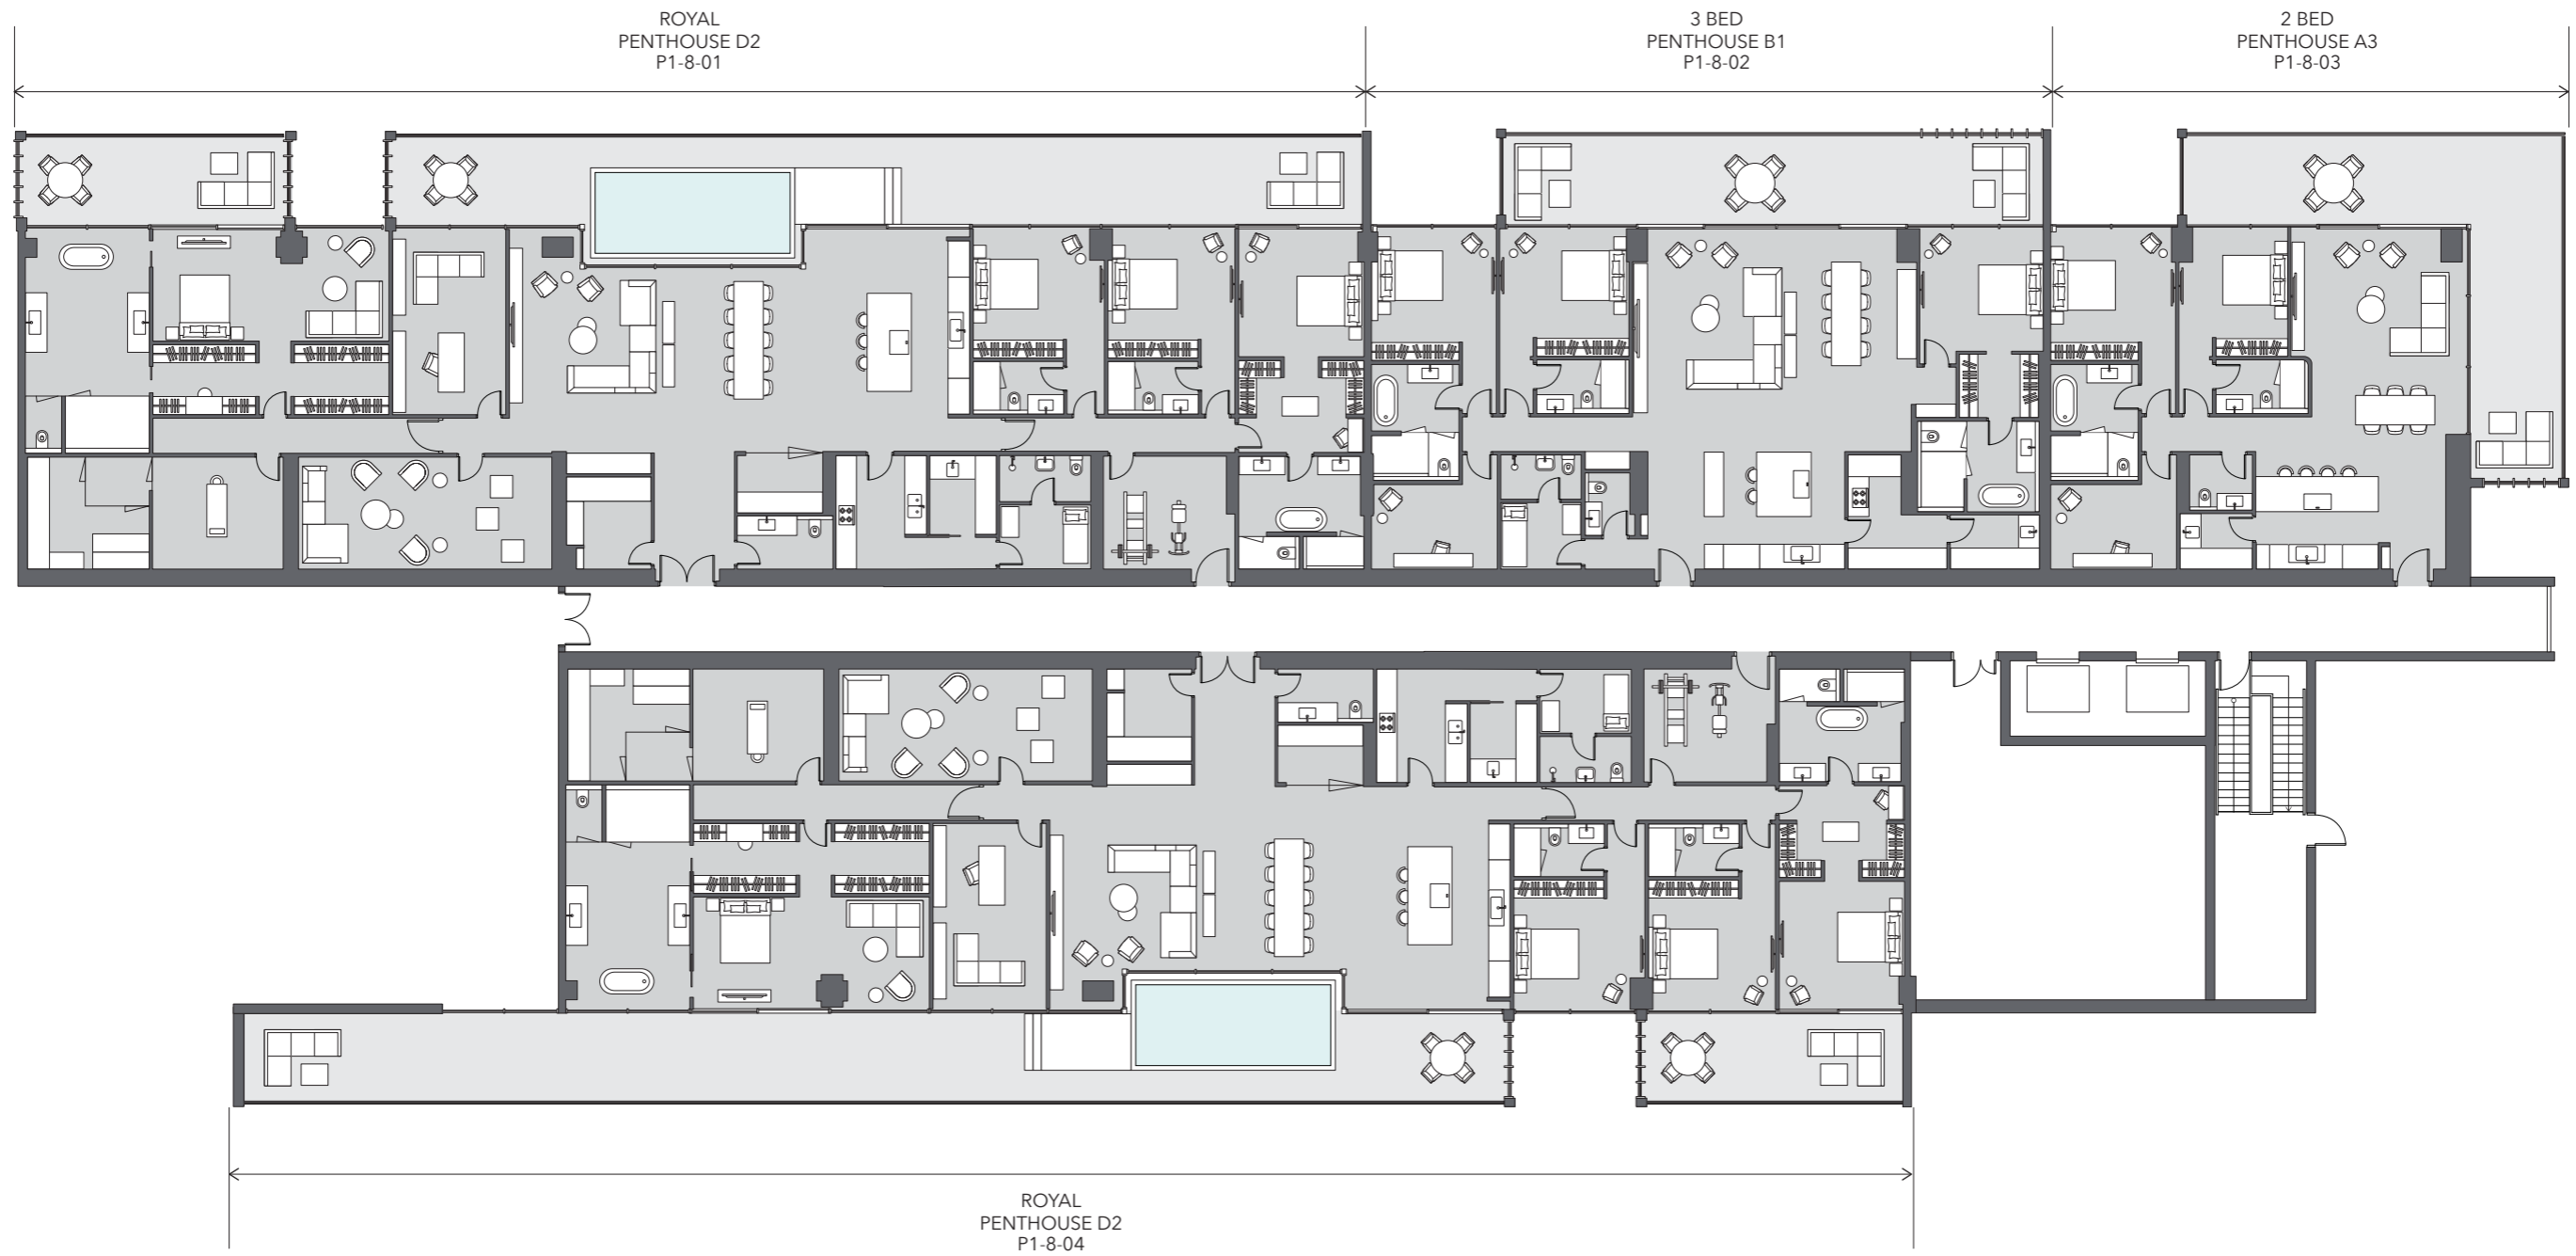 ROYAL
PENTHOUSE D2
P1-8-01
3 BED
PENTHOUSE B1
P1-8-02
2 BED
PENTHOUSE A3
P1-8-03
ROYAL
PENTHOUSE D2
P1-8-04